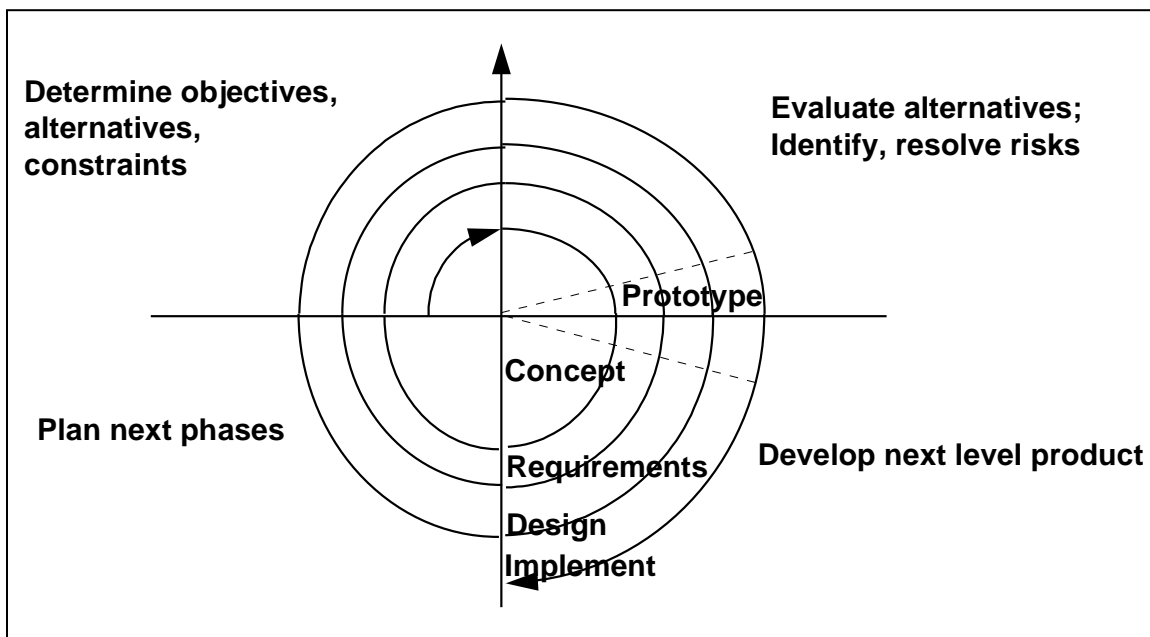 Determine objectives,
alternatives,
constraints
Evaluate alternatives;
Identify, resolve risks
Prototype
Concept
Plan next phases
Requirements
Develop next level product
Design
Implement